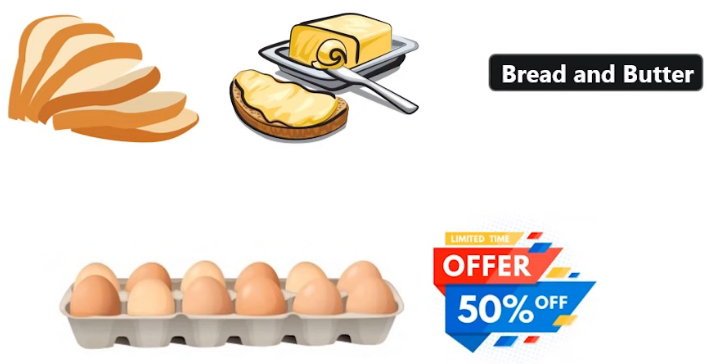 Bread and Butter
LIMITED TIME
OFFER
50% OFF